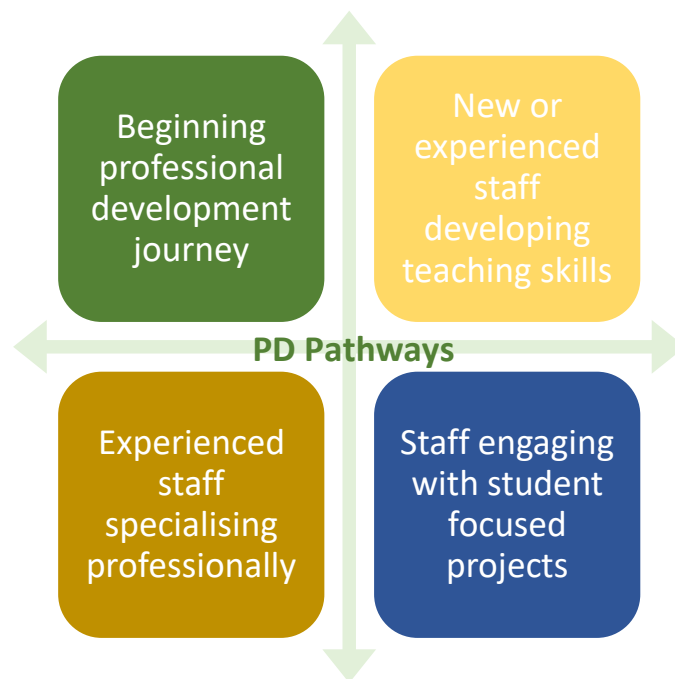 Beginning
professional
development
journey
New or
experienced
staff
developing
teaching skills
PD Pathways
Experienced
staff
specialising
professionally
Staff engaging
with student
focused
projects